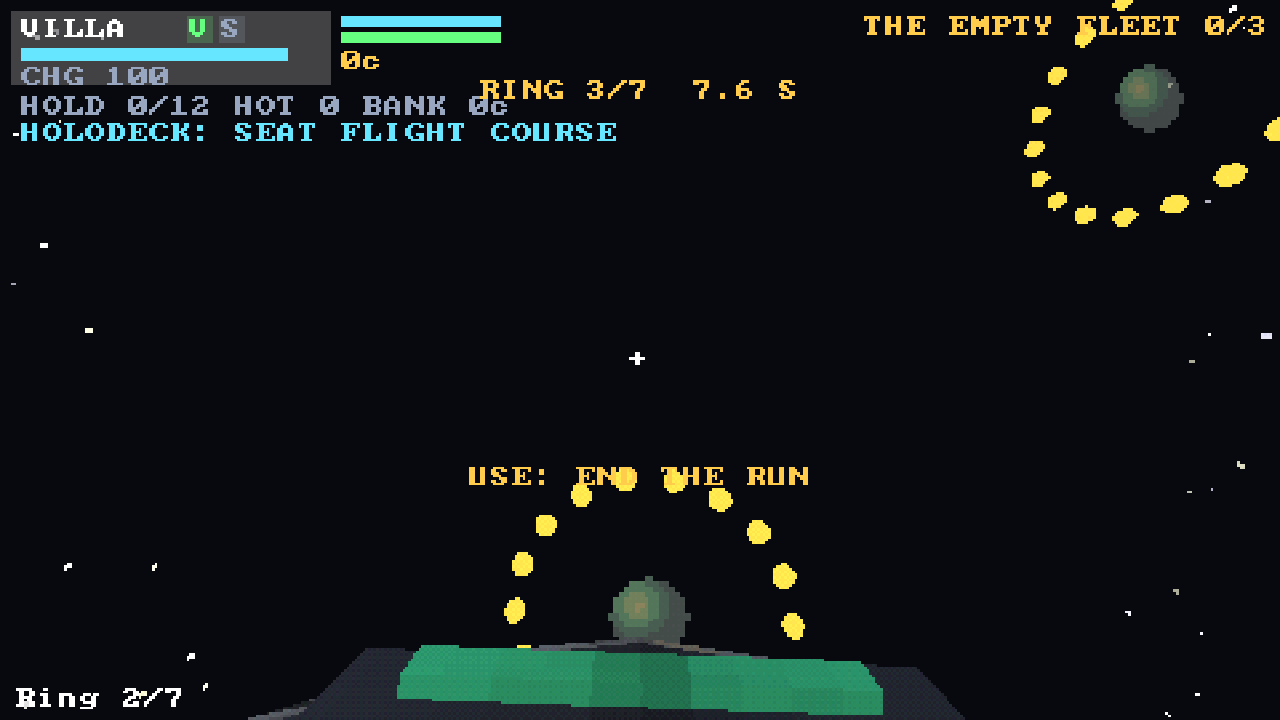 VILLA V S
CHG 100
0c
THE EMPTY FLEET 0/3
RING 3/7 7.6 S
HOLD 0/12 HOT 0 BANK 0c
HOLODECK: SEAT FLIGHT COURSE
USE: END THE RUN
Ring 2/7